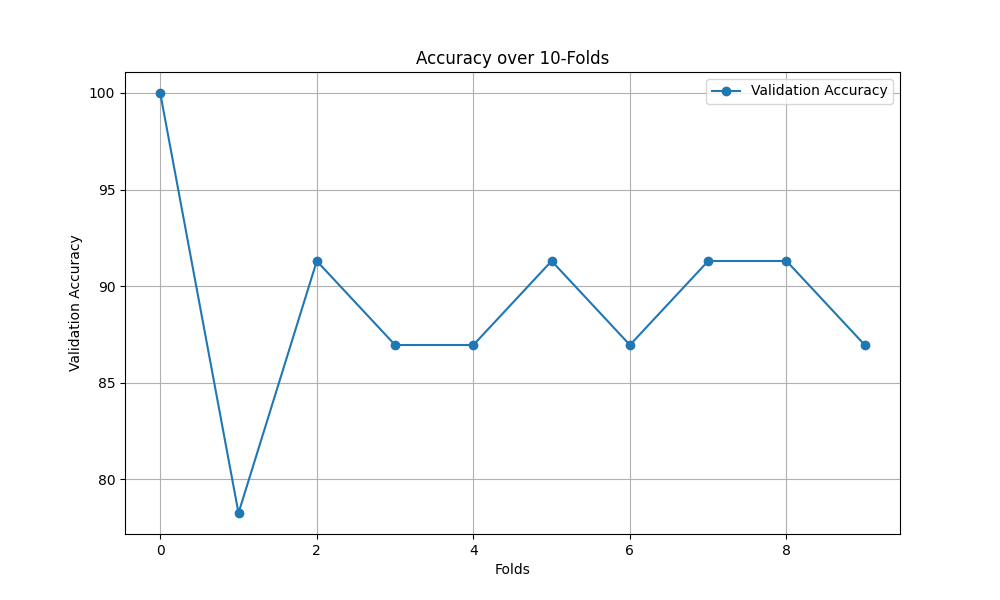 Accuracy over 10-Folds
Validation Accuracy
100
95
90
85
80
Validation Accuracy
0 2 4 6 8
Folds